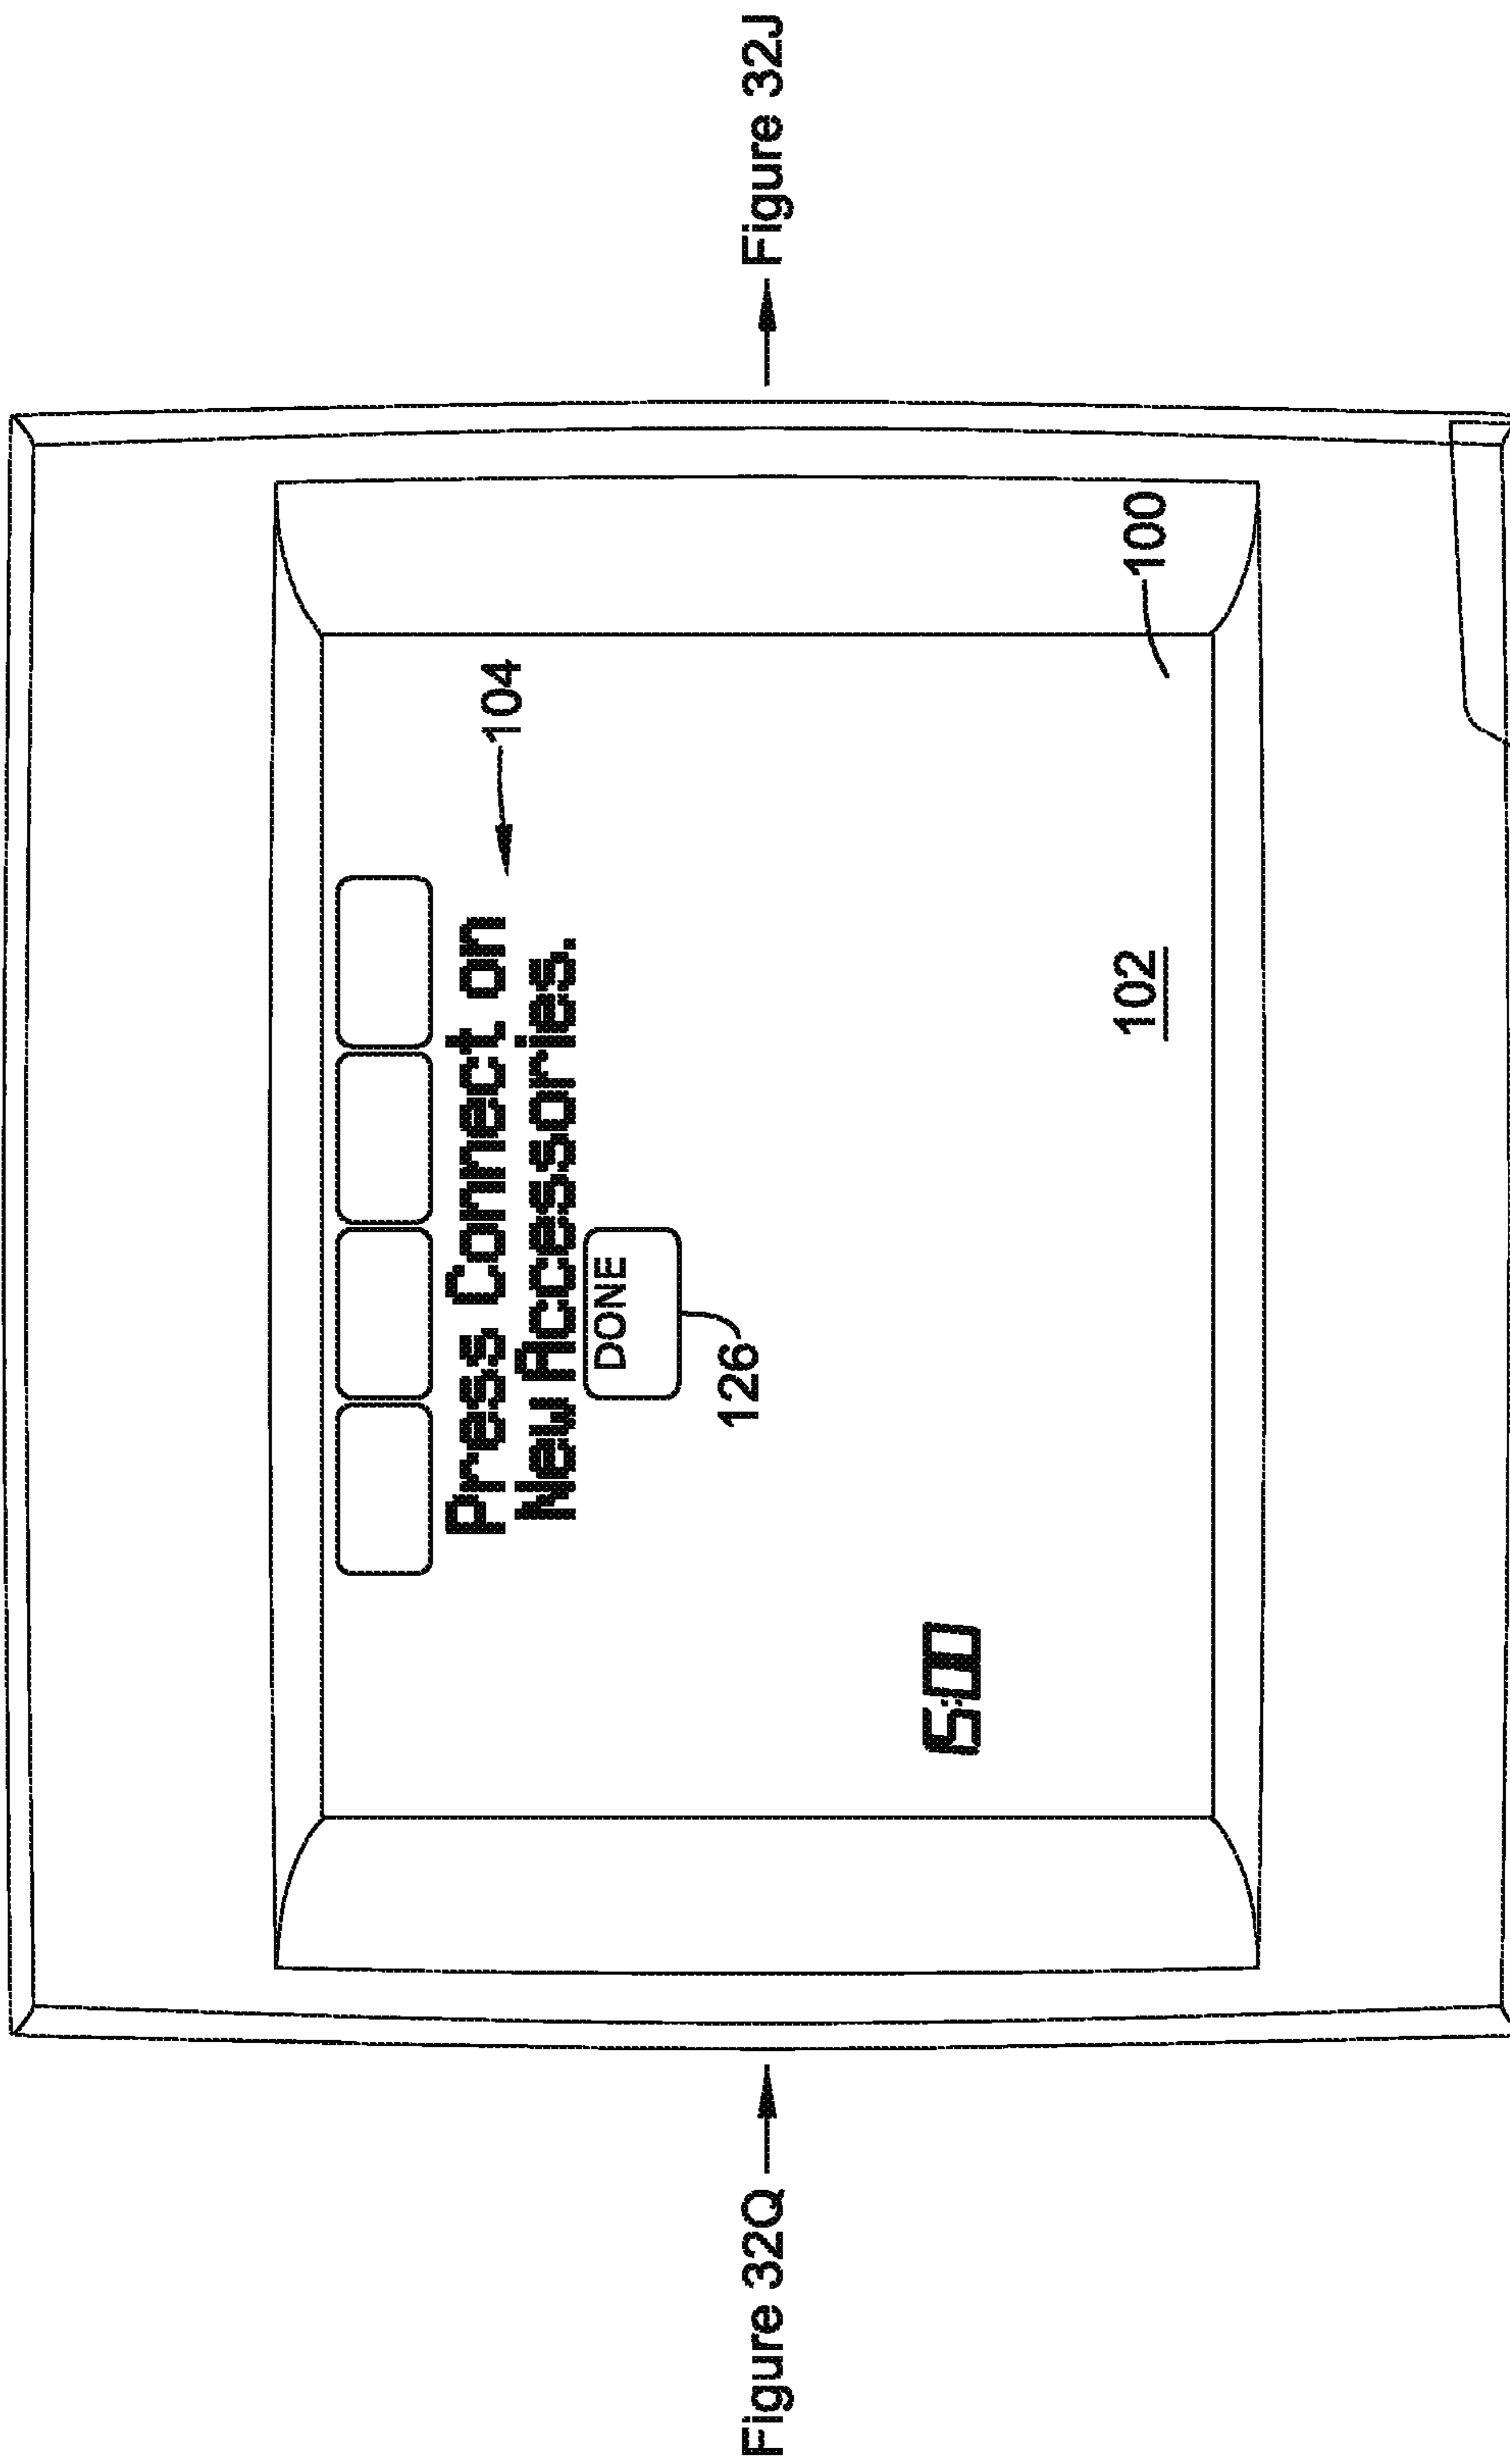 Press Connect on
104
New Accessories.
DONE
126
Figure 32Q
Figure 32J
5:00
102
100